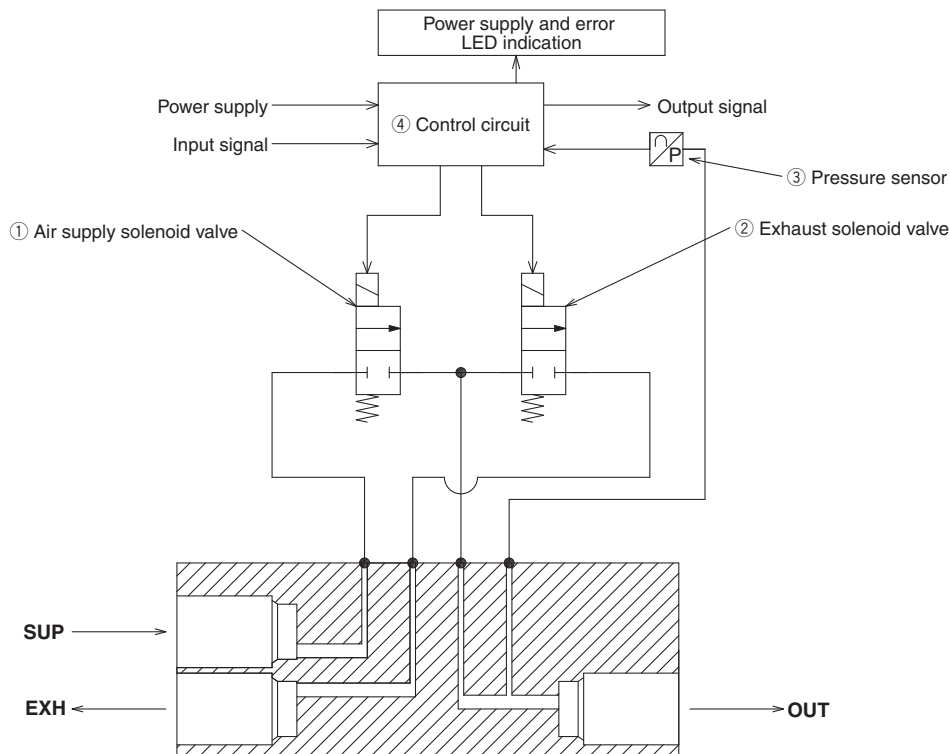 Power supply and error
LED indication
Power supply
④ Control circuit
Output signal
Input signal
P
③ Pressure sensor
① Air supply solenoid valve
② Exhaust solenoid valve
SUP
EXH
OUT